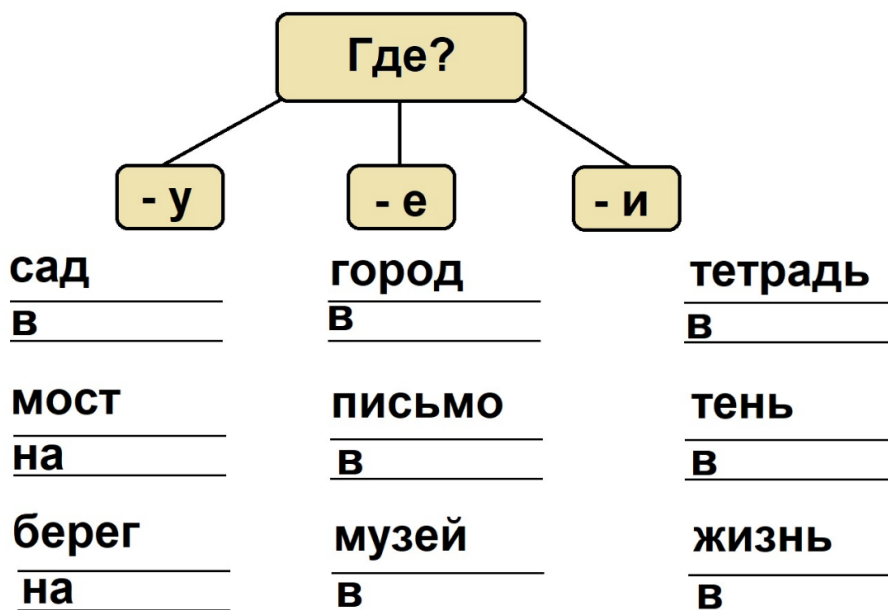 Где?
- у
- е
- и
сад
город
тетрадь
в
в
в
мост
письмо
тень
на
в
в
берег
музей
жизнь
на
в
в